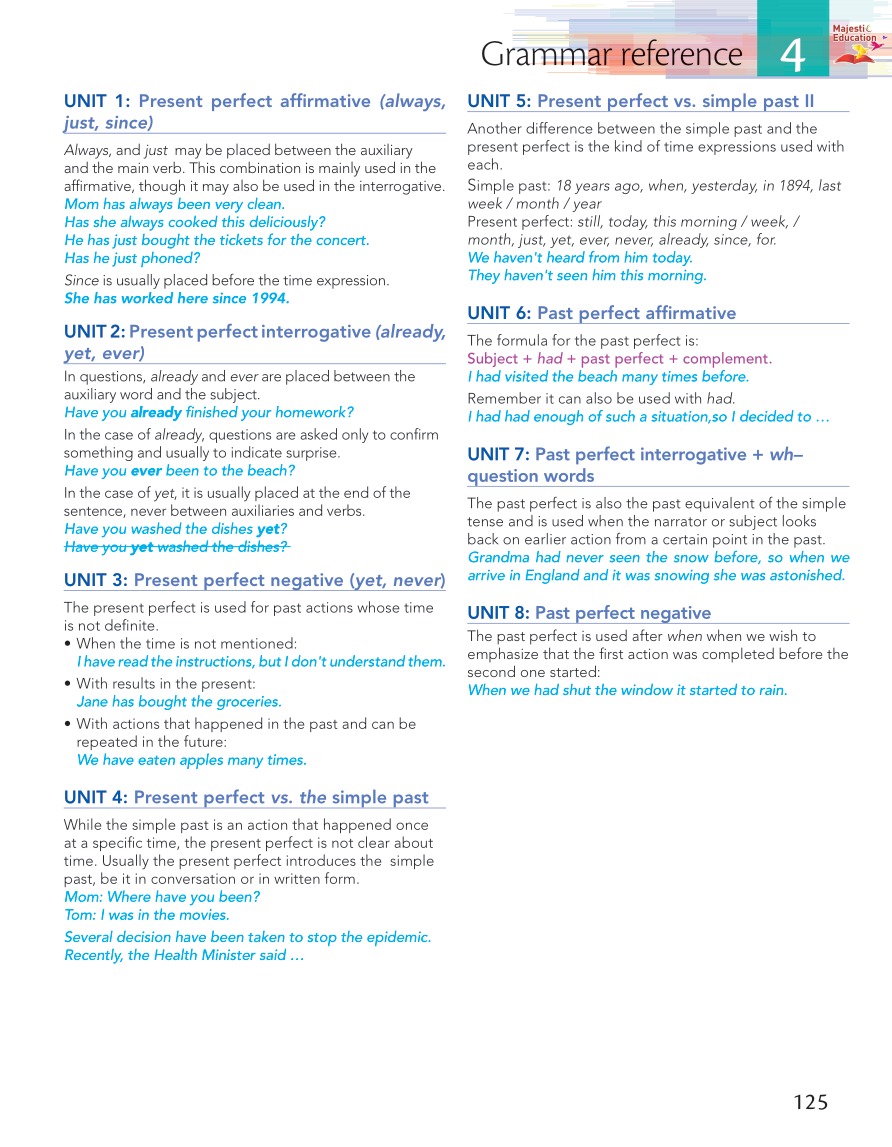 Grammar reference 4
Majesti
Education
UNIT 1: Present perfect affirmative (always,
just, since)
Always, and just may be placed between the auxiliary
and the main verb. This combination is mainly used in the
affirmative, though it may also be used in the interrogative.
Mom has always been very clean.
Has she always cooked this deliciously?
He has just bought the tickets for the concert.
Has he just phoned?
Since is usually placed before the time expression.
She has worked here since 1994.
UNIT 2: Present perfect interrogative (already,
yet, ever)
In questions, already and ever are placed between the
auxiliary word and the subject.
Have you already finished your homework?
In the case of already, questions are asked only to confirm
something and usually to indicate surprise.
Have you ever been to the beach?
In the case of yet, it is usually placed at the end of the
sentence, never between auxiliaries and verbs.
Have you washed the dishes yet?
Have you yet washed the dishes?
UNIT 3: Present perfect negative (yet, never)
The present perfect is used for past actions whose time
is not definite.
• When the time is not mentioned:
I have read the instructions, but I don't understand them.
• With results in the present:
Jane has bought the groceries.
• With actions that happened in the past and can be
repeated in the future:
We have eaten apples many times.
UNIT 4: Present perfect vs. the simple past
While the simple past is an action that happened once
at a specific time, the present perfect is not clear about
time. Usually the present perfect introduces the simple
past, be it in conversation or in written form.
Mom: Where have you been?
Tom: I was in the movies.
Several decision have been taken to stop the epidemic.
Recently, the Health Minister said …
UNIT 5: Present perfect vs. simple past II
Another difference between the simple past and the
present perfect is the kind of time expressions used with
each.
Simple past: 18 years ago, when, yesterday, in 1894, last
week / month / year
Present perfect: still, today, this morning / week, /
month, just, yet, ever, never, already, since, for.
We haven't heard from him today.
They haven't seen him this morning.
UNIT 6: Past perfect affirmative
The formula for the past perfect is:
Subject + had + past perfect + complement.
I had visited the beach many times before.
Remember it can also be used with had.
I had had enough of such a situation,so I decided to …
UNIT 7: Past perfect interrogative + wh–
question words
The past perfect is also the past equivalent of the simple
tense and is used when the narrator or subject looks
back on earlier action from a certain point in the past.
Grandma had never seen the snow before, so when we
arrive in England and it was snowing she was astonished.
UNIT 8: Past perfect negative
The past perfect is used after when when we wish to
emphasize that the first action was completed before the
second one started:
When we had shut the window it started to rain.
125